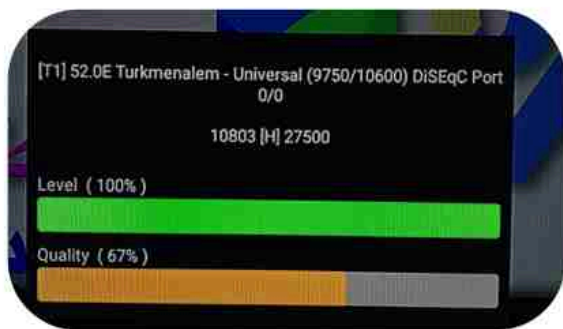 [T1] 52.0E Turkmenalem - Universal (9750/10600) DiSEqC Port
0/0
10803 [H] 27500
Level ( 100% )
Quality ( 67% )